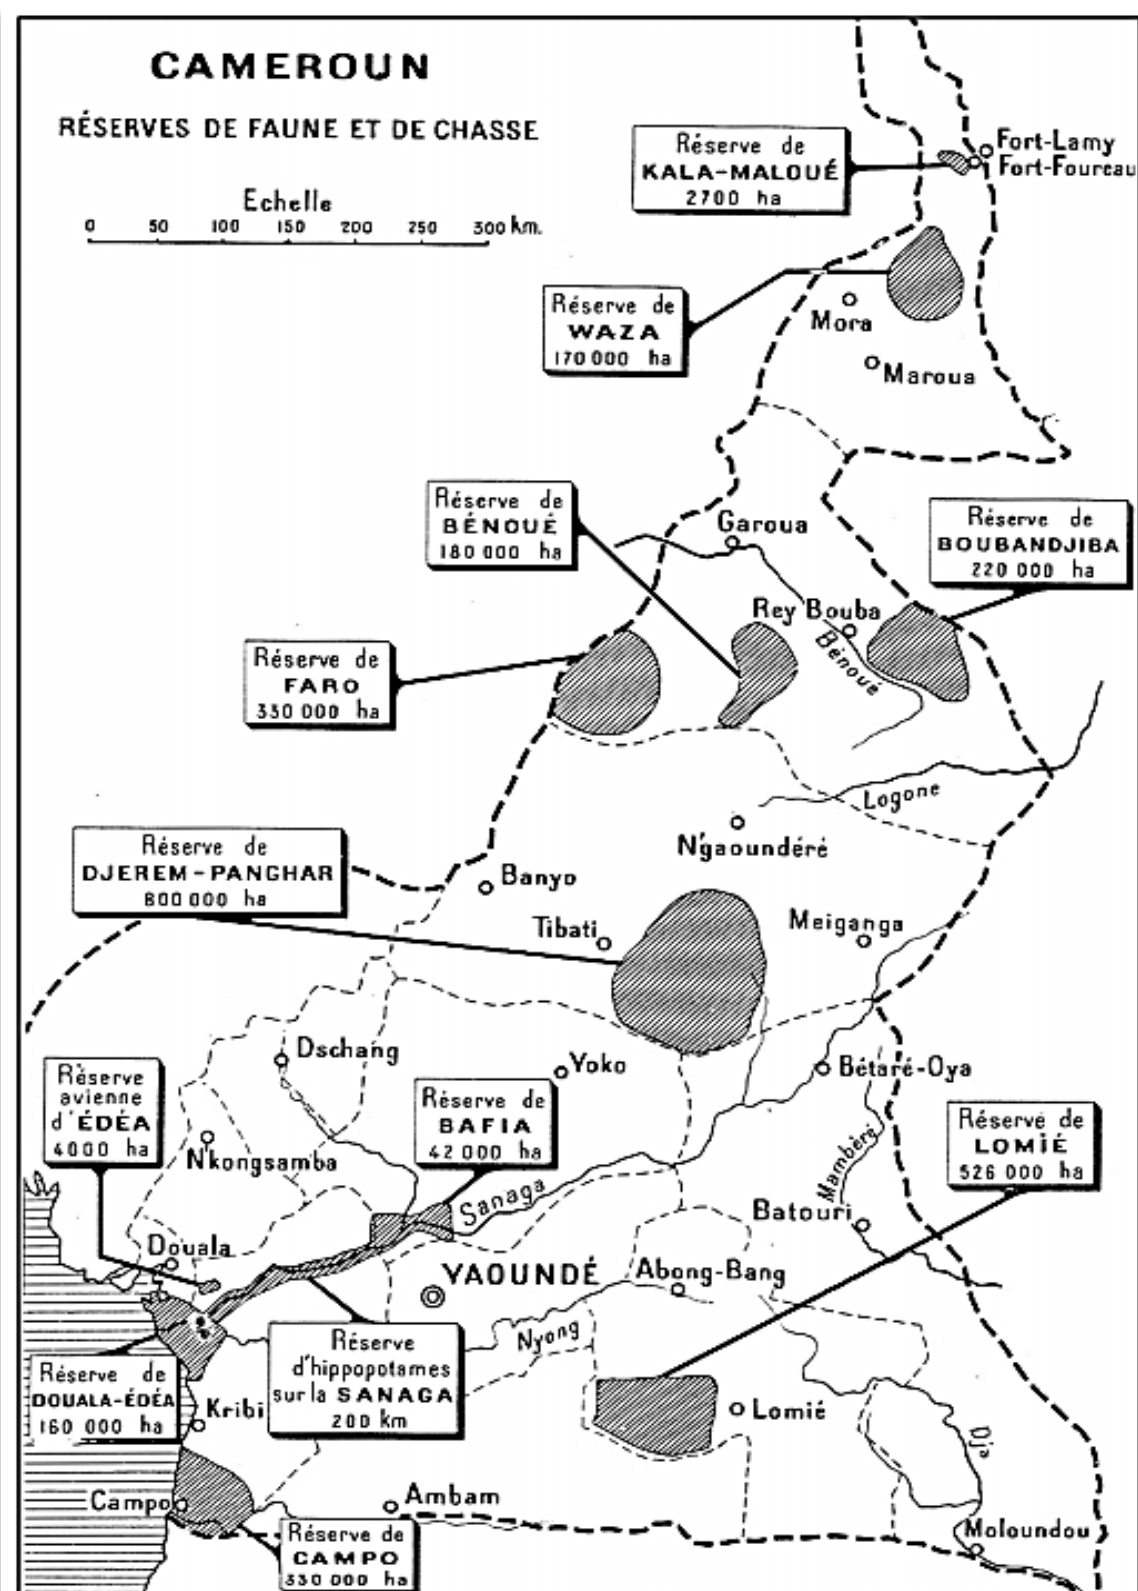 CAMEROUN
RÉSERVES DE FAUNE ET DE CHASSE
Echelle
0 50 100 150 200 250 300 km.
Réserve de
KALA-MALOUÉ
2700 ha
Fort-Lamy
Fort-Foureau
Réserve de
WAZA
170 000 ha
Mora
Maroua
Réserve de
BÉNOUÉ
180 000 ha
Garoua
Réserve de
BOUBANDJIBA
220 000 ha
Rey Bouba
Bénoué
Réserve de
FARO
330 000 ha
Logone
N'gaoundéré
Réserve de
DJEREM-PANGHAR
800 000 ha
Banyo
Tibati
Meiganga
Dschang
Yoko
Bétaré-Oya
Réserve
avienne
d'ÉDÉA
4000 ha
Réserve de
BAFIA
42 000 ha
Réserve de
LOMIÉ
526 000 ha
N'kongsamba
Mambéré
Sanaga
Batouri
Douala
YAOUNDÉ
Abong-Bang
Nyong
Réserve
d'hippopotames
sur la SANAGA
200 km
Réserve de
DOUALA-ÉDÉA
160 000 ha
Kribi
Lomié
Dja
Campo
Ambam
Réserve de
CAMPO
330 000 ha
Moloundou